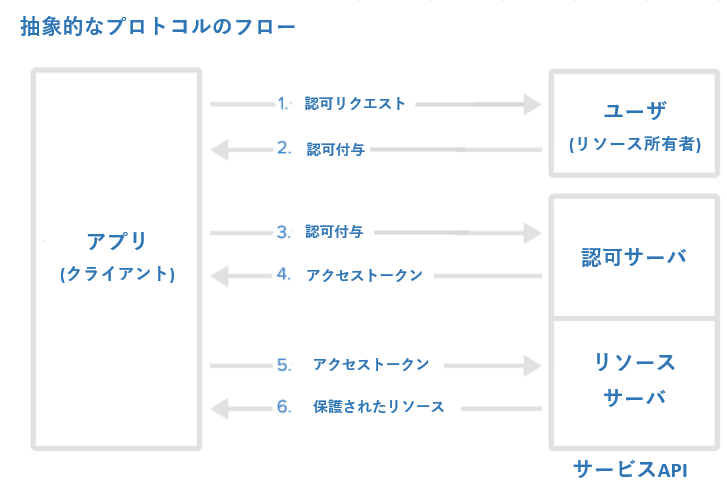 抽象的なプロトコルのフロー
1. 認可リクエスト
ユーザ
(リソース所有者)
2. 認可付与
アプリ
(クライアント)
3. 認可付与
認可サーバ
4. アクセストークン
5. アクセストークン
リソース
サーバ
6. 保護されたリソース
サービスAPI